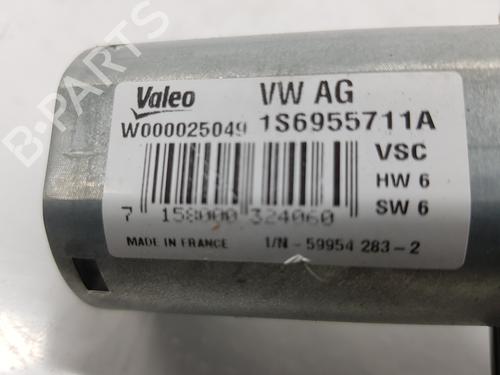 Valeo VW AG
W000025049 1S6955711A
VSC
HW 6
SW 6
7 158000 324060
MADE IN FRANCE 1/N - 59954 283-2
B-Parts